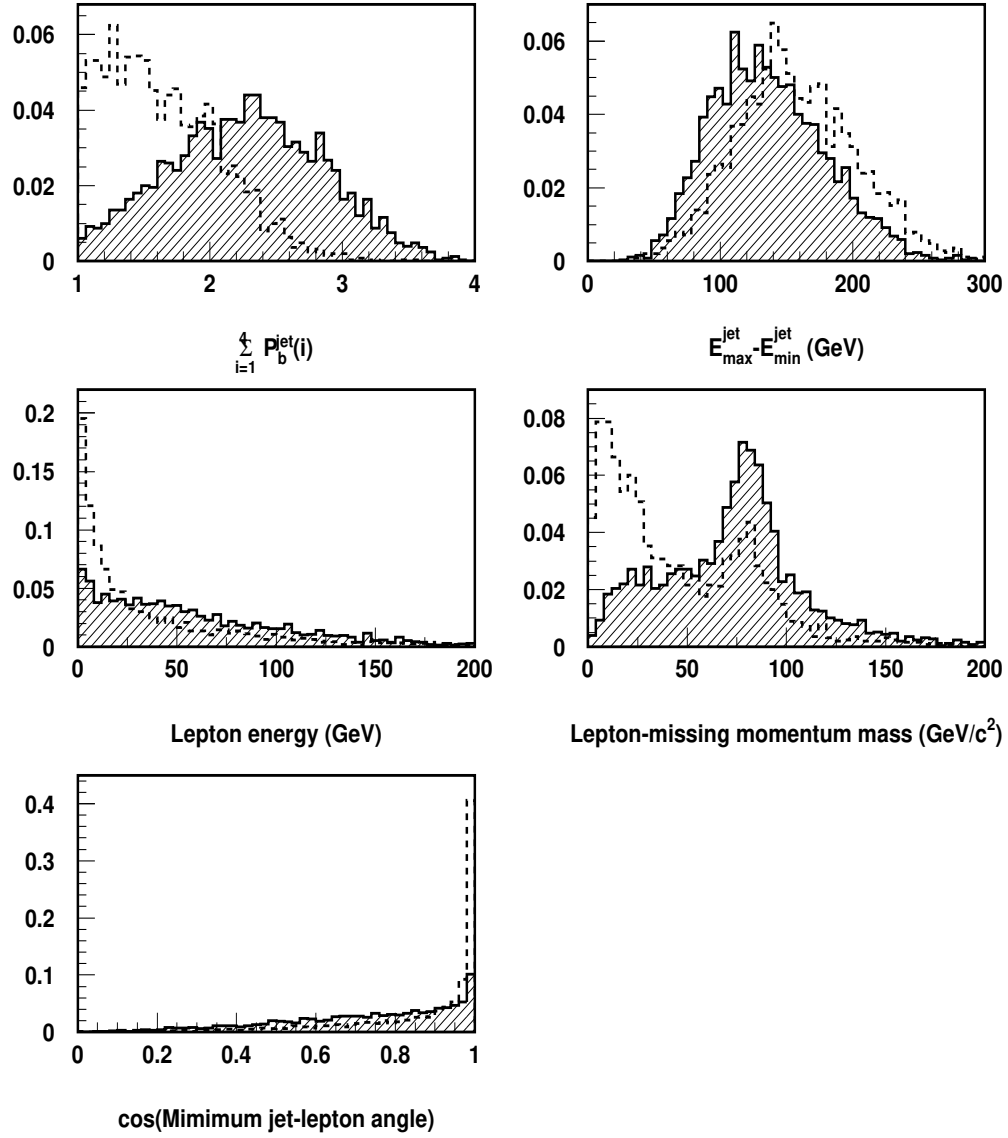 0.06
0.04
0.02
0
1 2 3 4
4
Σ P_b^jet(i)
i=1
0.06
0.04
0.02
0
0 100 200 300
E_max^jet-E_min^jet (GeV)
0.2
0.15
0.1
0.05
0
0 50 100 150 200
Lepton energy (GeV)
0.08
0.06
0.04
0.02
0
0 50 100 150 200
Lepton-missing momentum mass (GeV/c²)
0.4
0.3
0.2
0.1
0
0 0.2 0.4 0.6 0.8 1
cos(Mimimum jet-lepton angle)